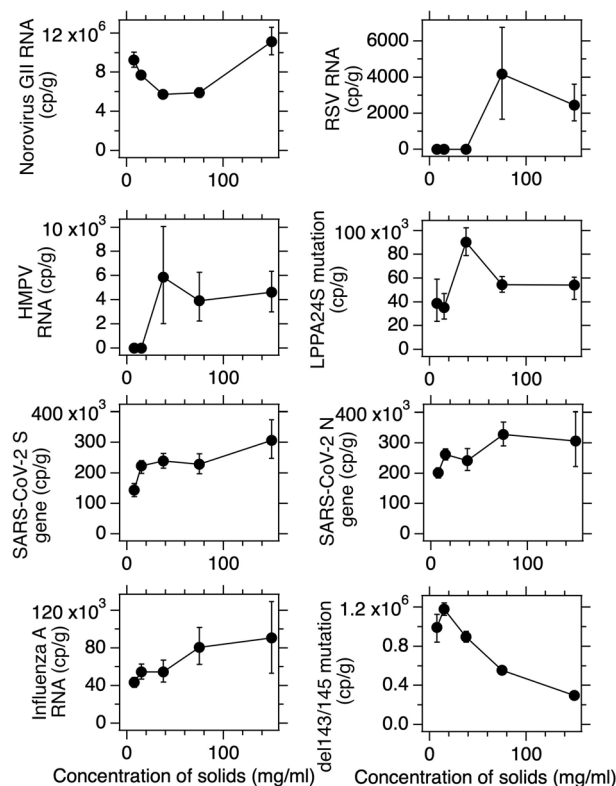 Norovirus GII RNA
(cp/g)
12 x10⁶
8
4
0
0
100
RSV RNA
(cp/g)
6000
4000
2000
0
0
100
HMPV
RNA (cp/g)
10 x10³
8
6
4
2
0
0
100
LPPA24S mutation
(cp/g)
100 x10³
80
60
40
20
0
0
100
SARS-CoV-2 S
gene (cp/g)
400 x10³
300
200
100
0
0
100
SARS-CoV-2 N
gene (cp/g)
400 x10³
300
200
100
0
0
100
Influenza A
RNA (cp/g)
120 x10³
80
40
0
0
100
Concentration of solids (mg/ml)
del143/145 mutation
(cp/g)
1.2 x10⁶
0.8
0.4
0.0
0
100
Concentration of solids (mg/ml)